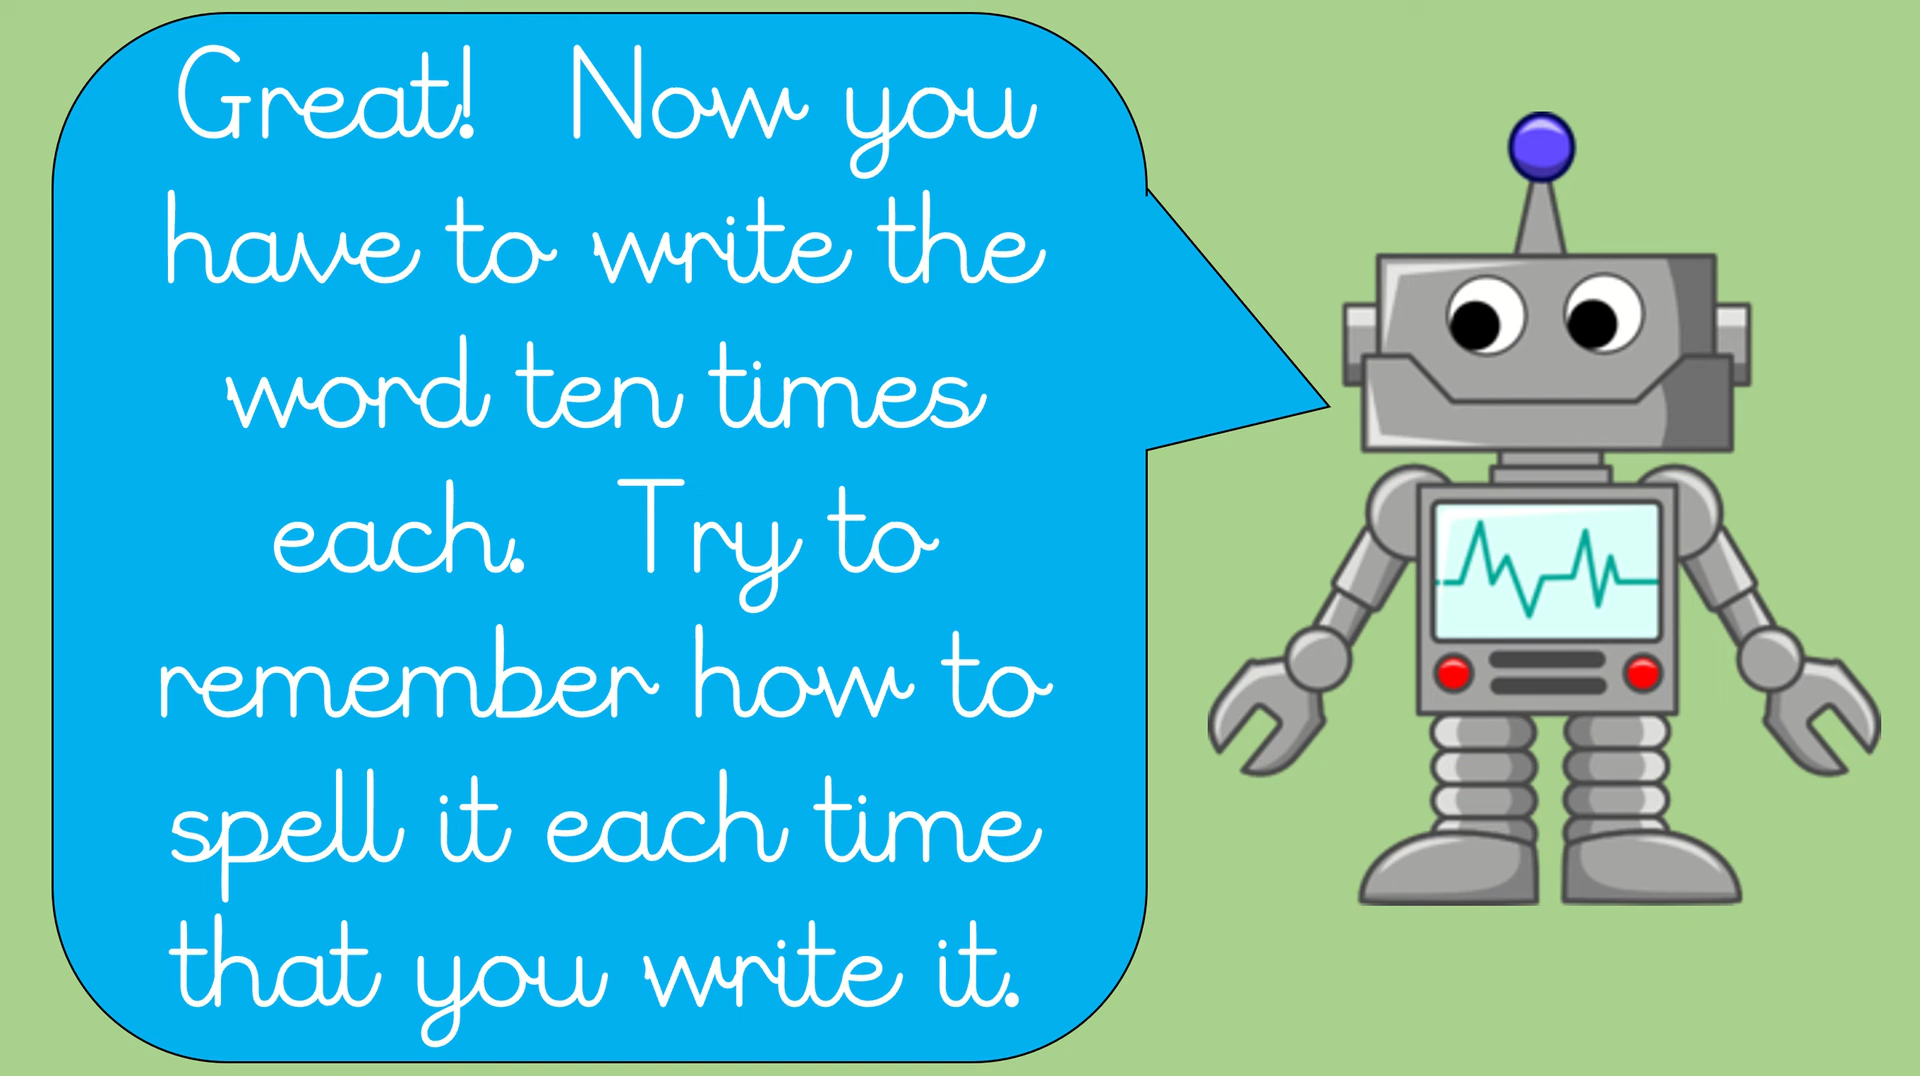 Great! Now you
have to write the
word ten times
each. Try to
remember how to
spell it each time
that you write it.